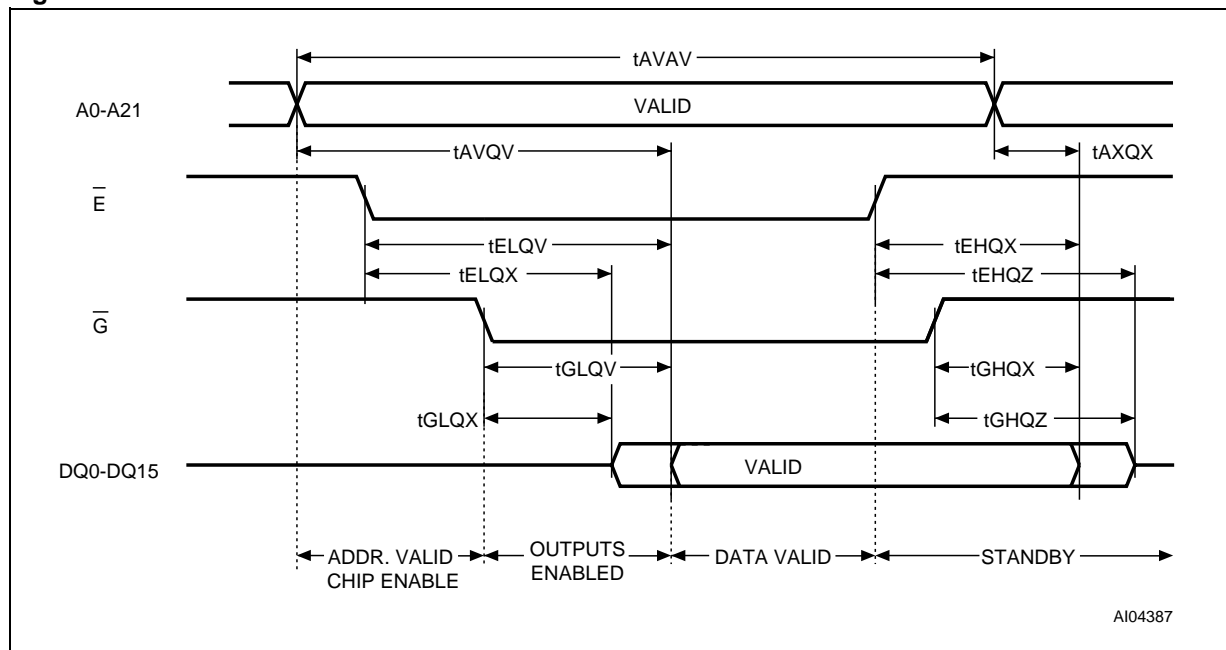 tAVAV
A0-A21
VALID
tAVQV
tAXQX
E
tELQV
tEHQX
tELQX
tEHQZ
G
tGLQV
tGHQX
tGLQX
tGHQZ
DQ0-DQ15
VALID
ADDR. VALID
CHIP ENABLE
OUTPUTS
ENABLED
DATA VALID
STANDBY
AI04387